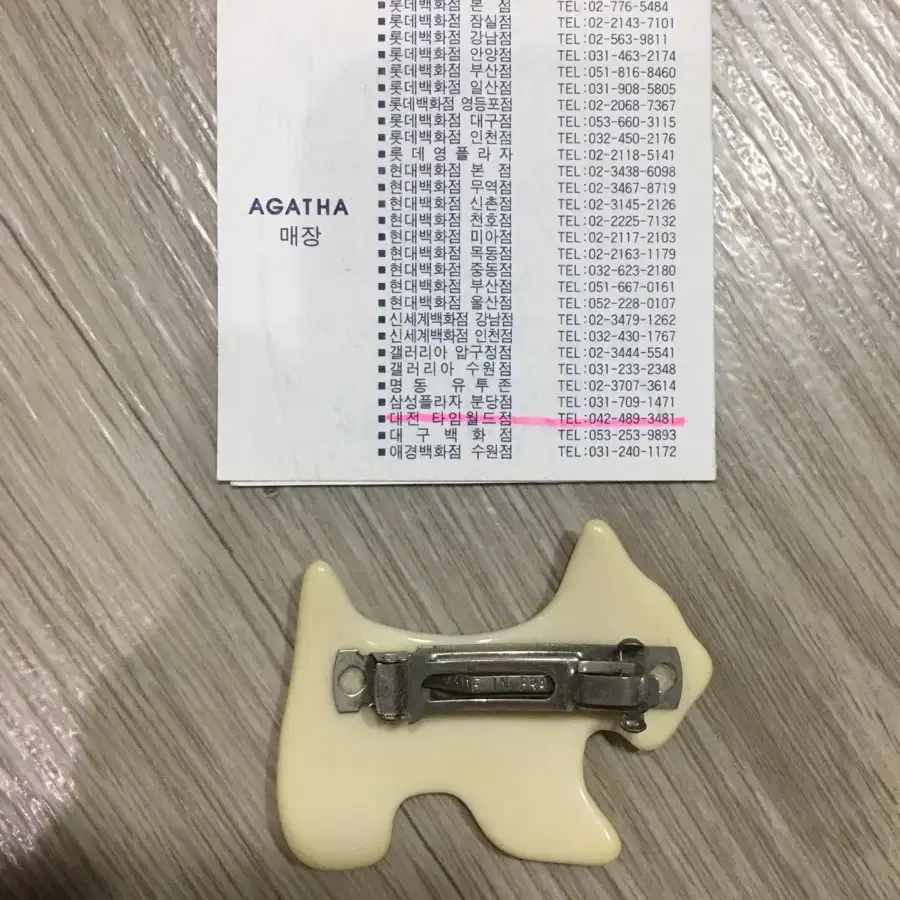 ■롯데백화점 본 점 TEL:02-776-5484
■롯데백화점 잠실점 TEL:02-2143-7101
■롯데백화점 강남점 TEL:02-563-9811
■롯데백화점 안양점 TEL:031-463-2174
■롯데백화점 부산점 TEL:051-816-8460
■롯데백화점 일산점 TEL:031-908-5805
■롯데백화점 영등포점 TEL:02-2068-7367
■롯데백화점 대구점 TEL:053-660-3115
■롯데백화점 인천점 TEL:032-450-2176
■롯 데 영 플 라 자 TEL:02-2118-5141
■현대백화점 본 점 TEL:02-3438-6098
■현대백화점 무역점 TEL:02-3467-8719
■현대백화점 신촌점 TEL:02-3145-2126
■현대백화점 천호점 TEL:02-2225-7132
■현대백화점 미아점 TEL:02-2117-2103
■현대백화점 목동점 TEL:02-2163-1179
■현대백화점 중동점 TEL:032-623-2180
■현대백화점 부산점 TEL:051-667-0161
■현대백화점 울산점 TEL:052-228-0107
■신세계백화점 강남점 TEL:02-3479-1262
■신세계백화점 인천점 TEL:032-430-1767
■갤러리아 압구정점 TEL:02-3444-5541
■갤러리아 수원점 TEL:031-233-2348
■명 동 유 투 존 TEL:02-3707-3614
■삼성플라자 분당점 TEL:031-709-1471
■대전 타임월드점 TEL:042-489-3481
■대 구 백 화 점 TEL:053-253-9893
■애경백화점 수원점 TEL:031-240-1172
AGATHA
매장
MADE IN